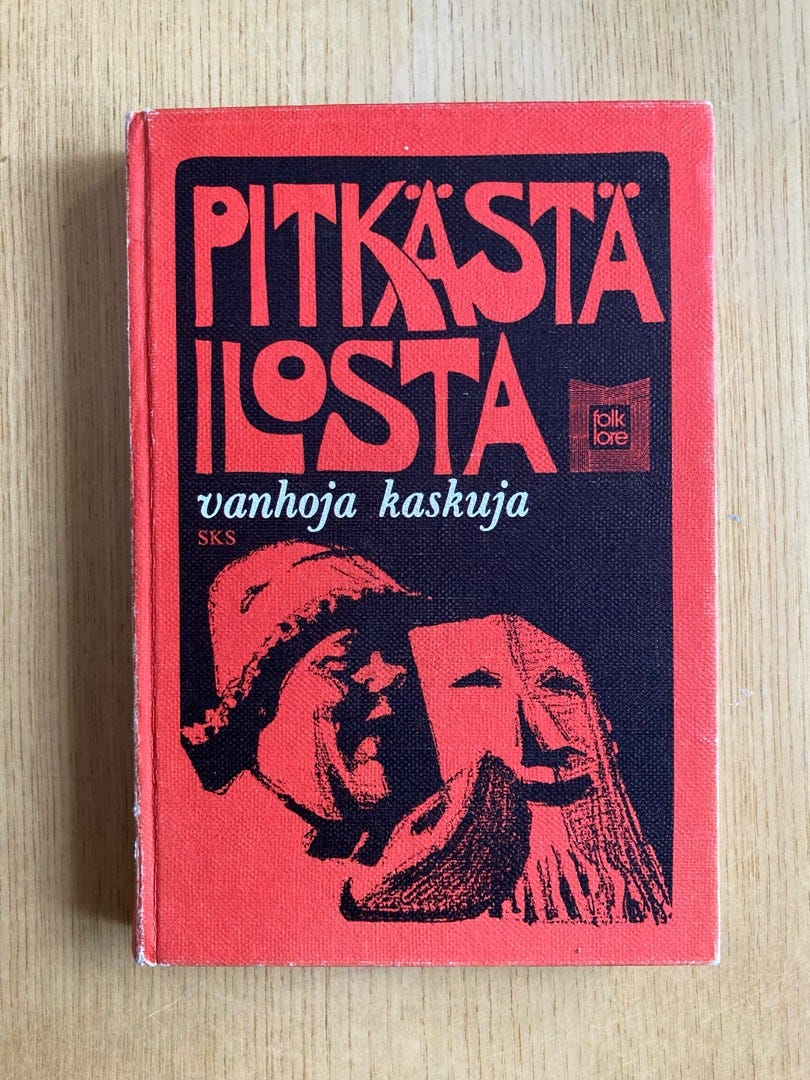 PITKÄSTÄ
ILOSTA
folk
lore
vanhoja kaskuja
SKS